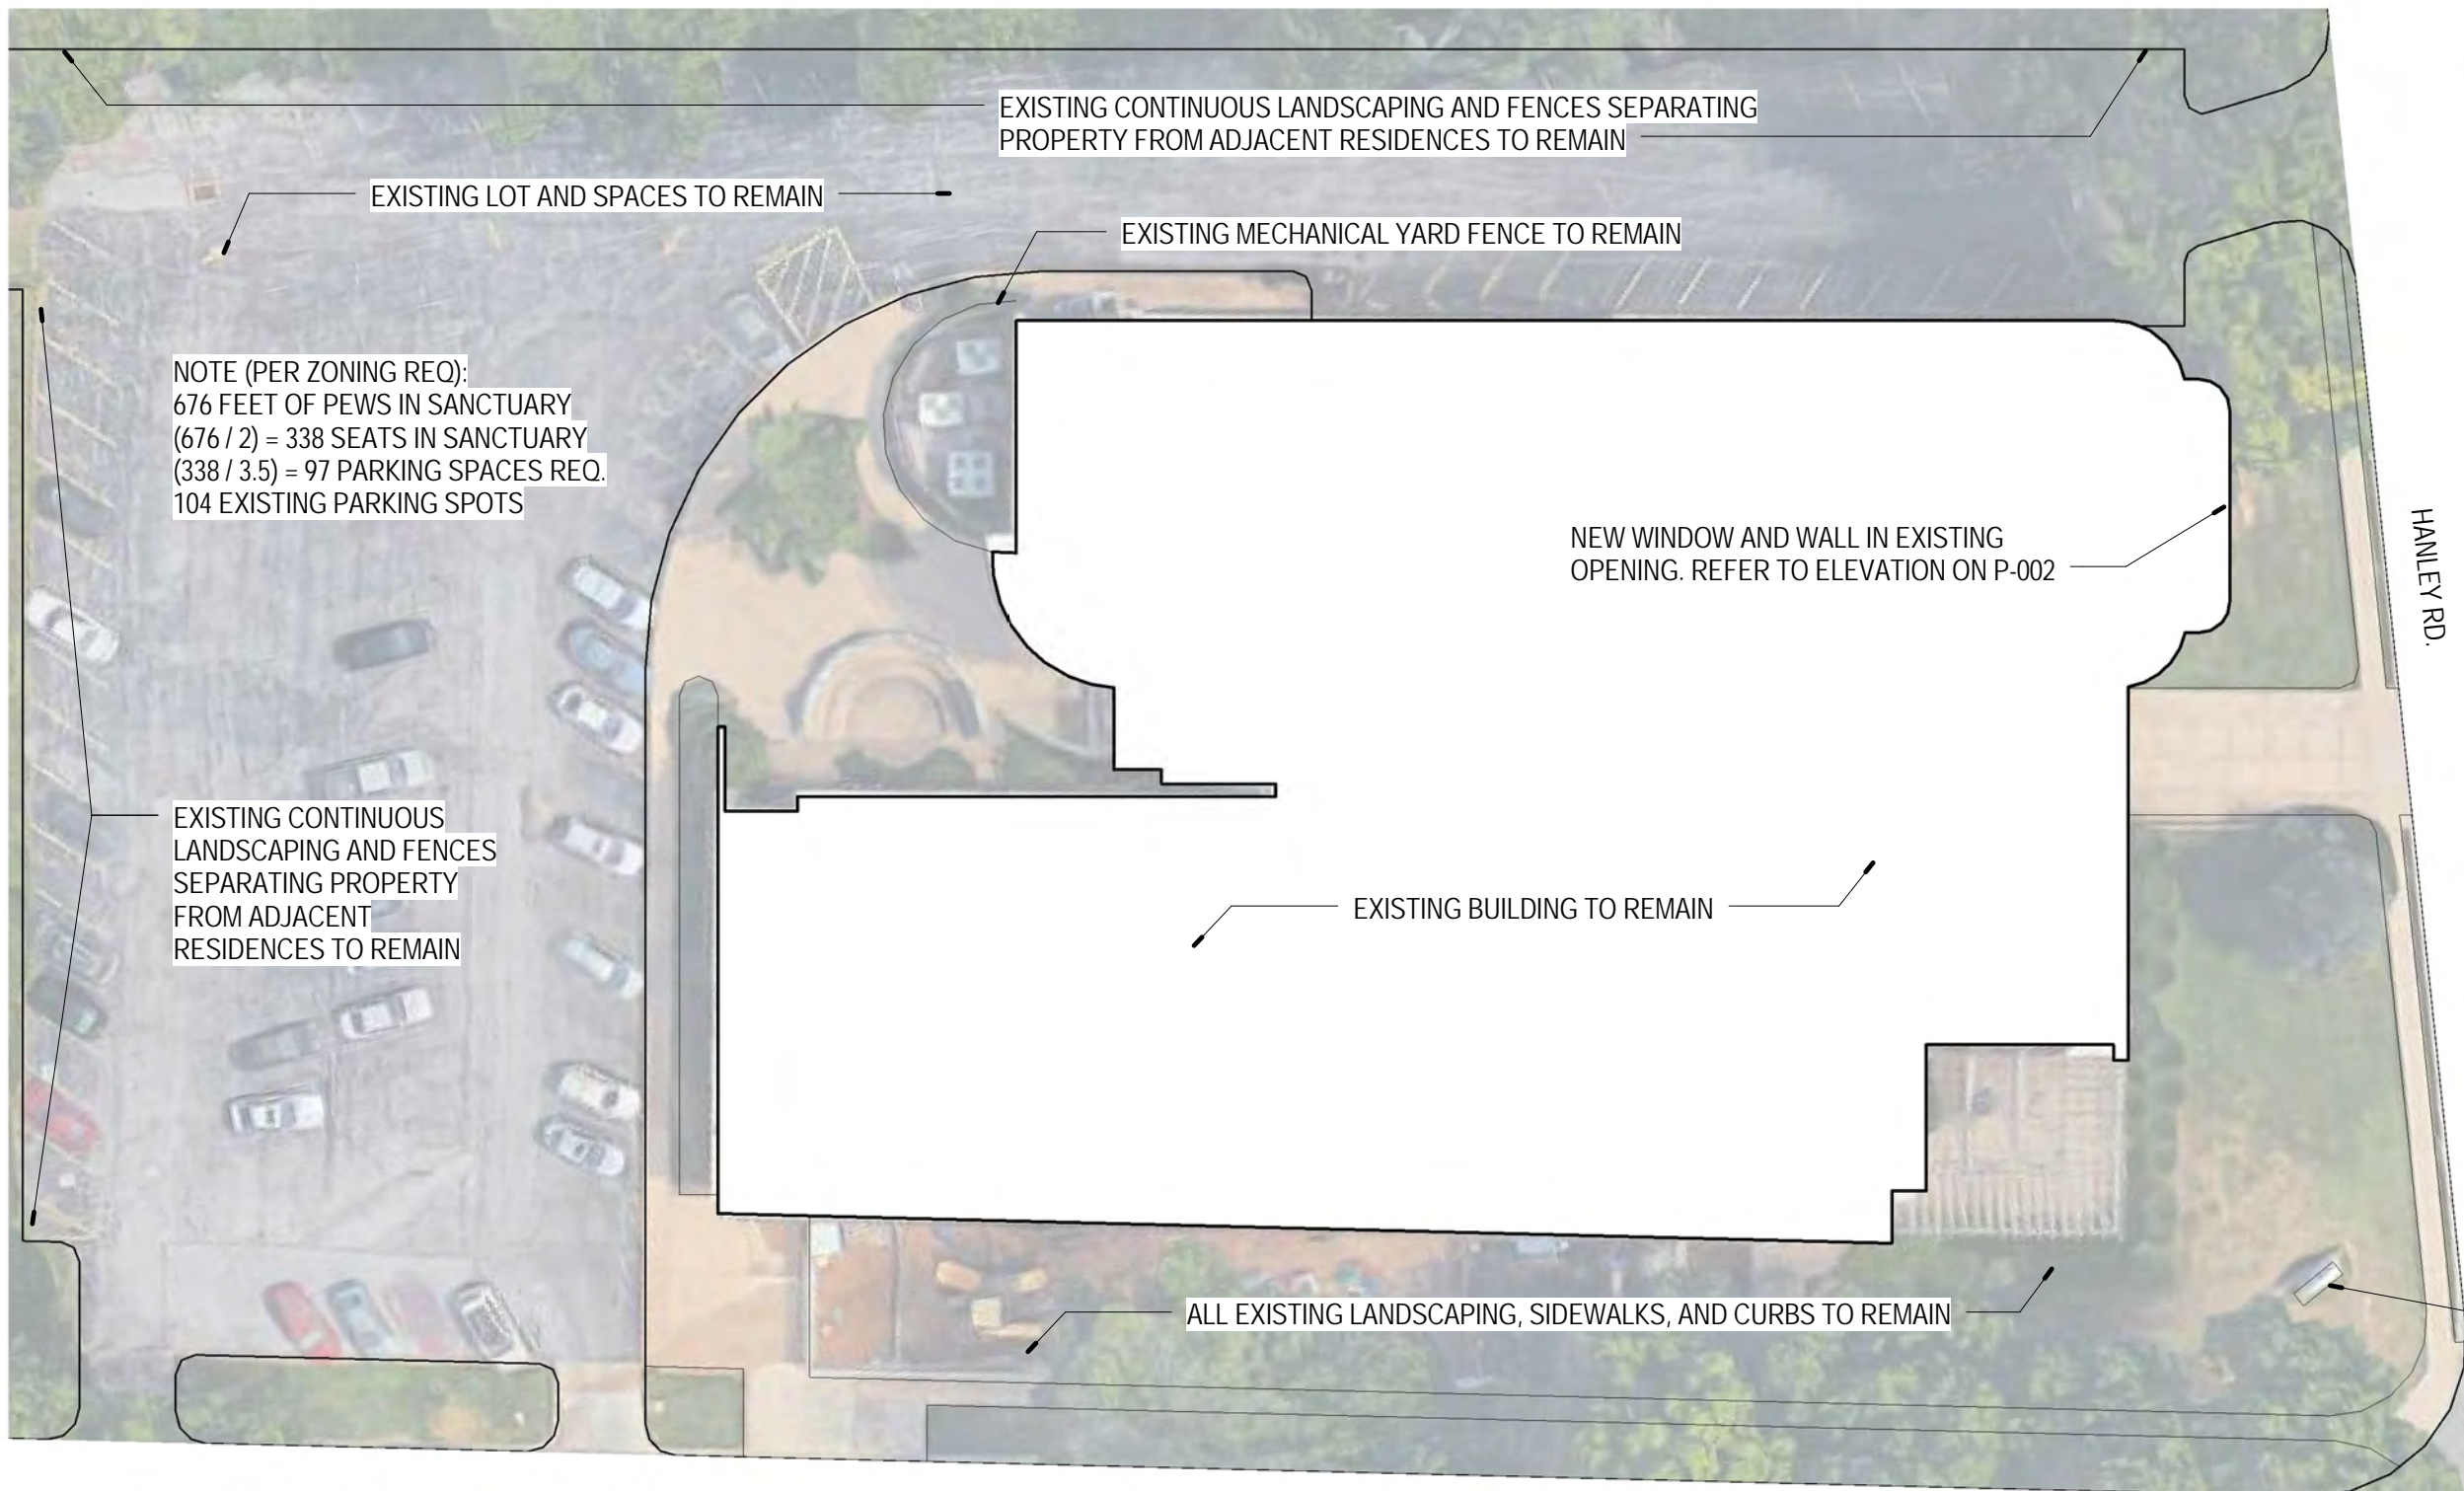 EXISTING CONTINUOUS LANDSCAPING AND FENCES SEPARATING
PROPERTY FROM ADJACENT RESIDENCES TO REMAIN
EXISTING LOT AND SPACES TO REMAIN
EXISTING MECHANICAL YARD FENCE TO REMAIN
NOTE (PER ZONING REQ):
676 FEET OF PEWS IN SANCTUARY
(676 / 2) = 338 SEATS IN SANCTUARY
(338 / 3.5) = 97 PARKING SPACES REQ.
104 EXISTING PARKING SPOTS
NEW WINDOW AND WALL IN EXISTING
OPENING. REFER TO ELEVATION ON P-002
HANLEY RD.
EXISTING CONTINUOUS
LANDSCAPING AND FENCES
SEPARATING PROPERTY
FROM ADJACENT
RESIDENCES TO REMAIN
EXISTING BUILDING TO REMAIN
ALL EXISTING LANDSCAPING, SIDEWALKS, AND CURBS TO REMAIN